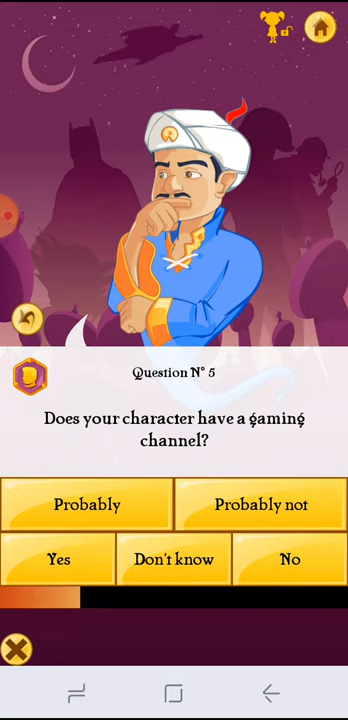 Question N° 5
Does your character have a gaming
channel?
Probably
Probably not
Yes
Don't know
No